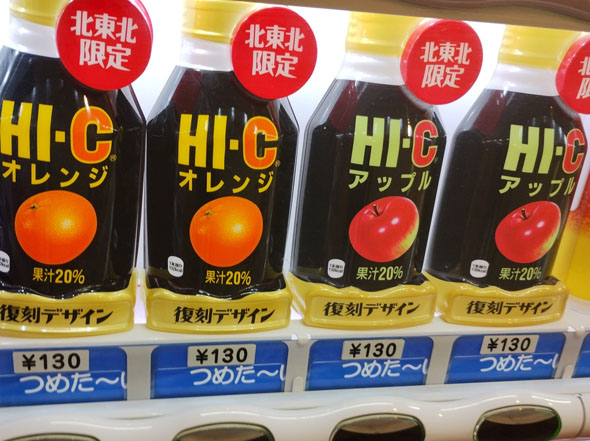 北東北
限定
HI-C
オレンジ
果汁20%
復刻デザイン
¥130
つめた〜い
北東北
限定
HI-C®
オレンジ
果汁20%
復刻デザイン
¥130
つめた〜い
北東北
限定
HI-C®
アップル
果汁20%
復刻デザイン
¥130
つめた〜い
HI-C
アップル
果汁20%
復刻デザイン
¥130
つめた〜い